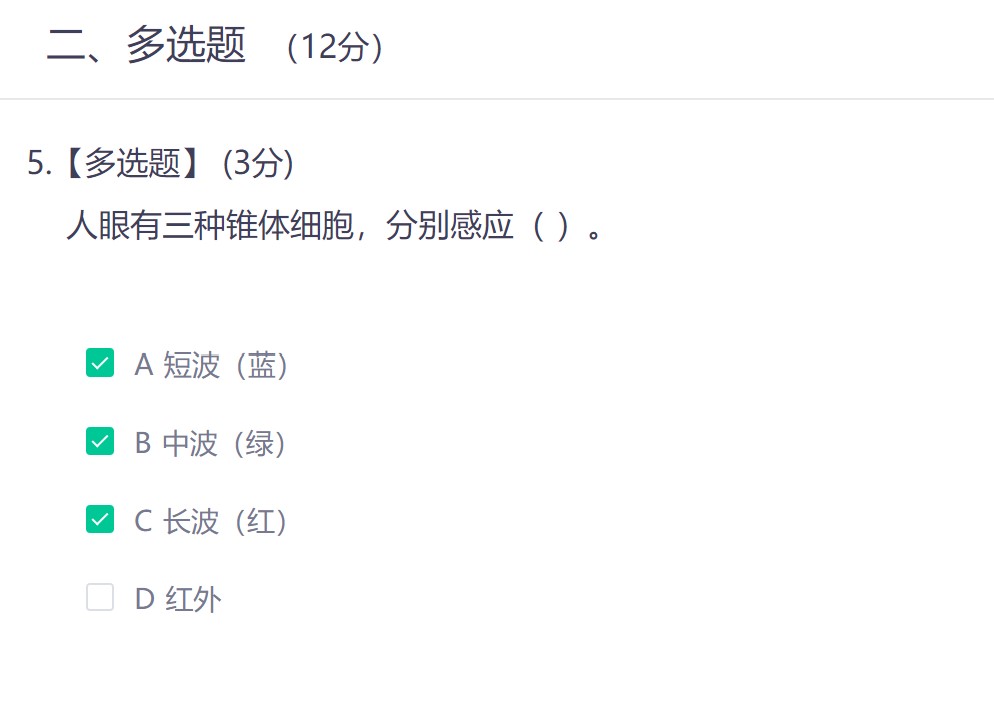 二、多选题 （12分）
5.【多选题】 (3分)
人眼有三种锥体细胞，分别感应（ ）。
A 短波（蓝）
B 中波（绿）
C 长波（红）
D 红外